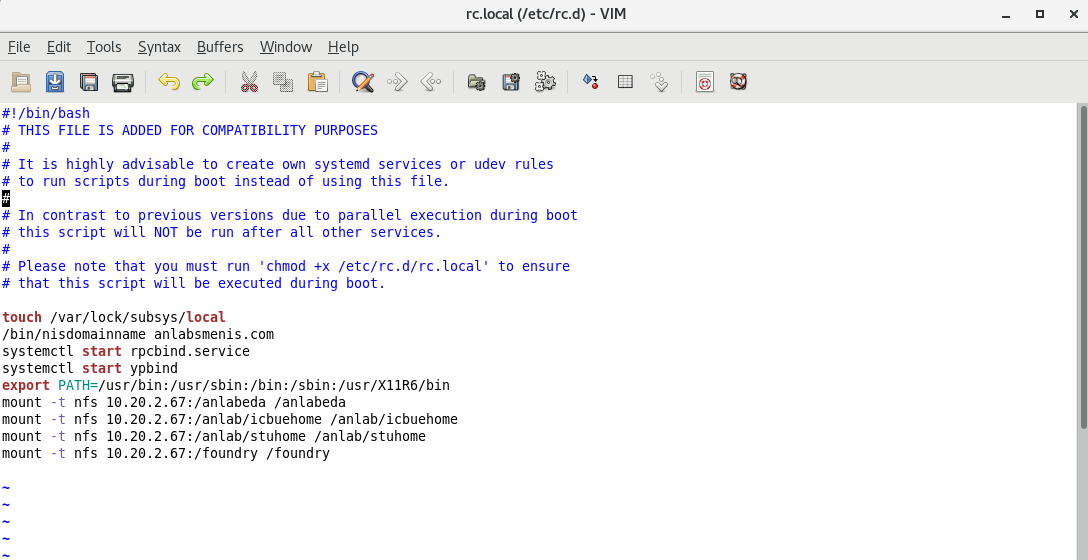 rc.local (/etc/rc.d) - VIM
File Edit Tools Syntax Buffers Window Help
#!/bin/bash
# THIS FILE IS ADDED FOR COMPATIBILITY PURPOSES
#
# It is highly advisable to create own systemd services or udev rules
# to run scripts during boot instead of using this file.
#
# In contrast to previous versions due to parallel execution during boot
# this script will NOT be run after all other services.
#
# Please note that you must run 'chmod +x /etc/rc.d/rc.local' to ensure
# that this script will be executed during boot.
touch /var/lock/subsys/local
/bin/nisdomainname anlabsmenis.com
systemctl start rpcbind.service
systemctl start ypbind
export PATH=/usr/bin:/usr/sbin:/bin:/sbin:/usr/X11R6/bin
mount -t nfs 10.20.2.67:/anlabeda /anlabeda
mount -t nfs 10.20.2.67:/anlab/icbuehome /anlab/icbuehome
mount -t nfs 10.20.2.67:/anlab/stuhome /anlab/stuhome
mount -t nfs 10.20.2.67:/foundry /foundry
~
~
~
~
~